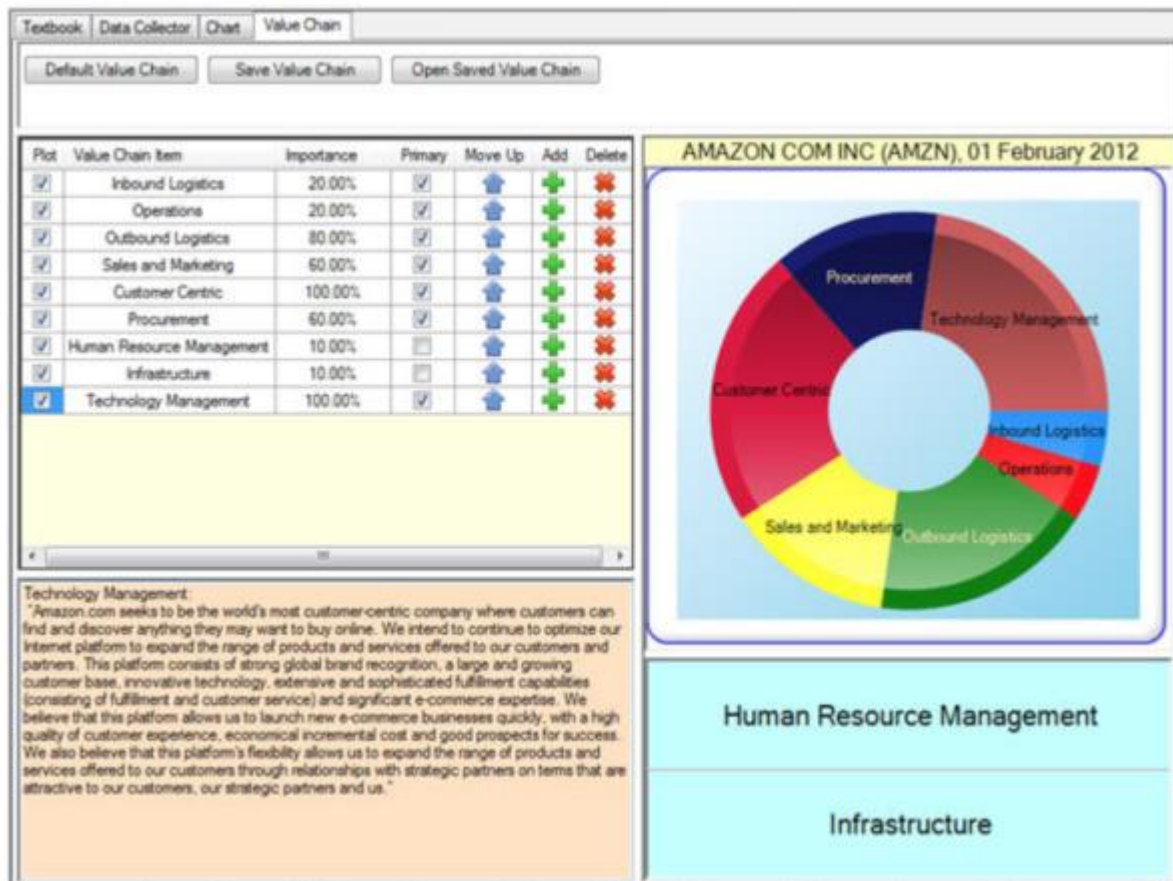 Textbook Data Collector Chart Value Chain
Default Value Chain Save Value Chain Open Saved Value Chain
Plot Value Chain Item Importance Primary Move Up Add Delete
Inbound Logistics 20.00%
Operations 20.00%
Outbound Logistics 80.00%
Sales and Marketing 60.00%
Customer Centric 100.00%
Procurement 60.00%
Human Resource Management 10.00%
Infrastructure 10.00%
Technology Management 100.00%
Technology Management:
"Amazon.com seeks to be the world's most customer-centric company where customers can
find and discover anything they may want to buy online. We intend to continue to optimize our
Internet platform to expand the range of products and services offered to our customers and
partners. This platform consists of strong global brand recognition, a large and growing
customer base, innovative technology, extensive and sophisticated fulfillment capabilities
(consisting of fulfillment and customer service) and significant e-commerce expertise. We
believe that this platform allows us to launch new e-commerce businesses quickly, with a high
quality of customer experience, economical incremental cost and good prospects for success.
We also believe that this platform's flexibility allows us to expand the range of products and
services offered to our customers through relationships with strategic partners on terms that are
attractive to our customers, our strategic partners and us."
AMAZON COM INC (AMZN), 01 February 2012
Procurement
Technology Management
Customer Centric
Inbound Logistics
Operations
Sales and Marketing
Outbound Logistics
Human Resource Management
Infrastructure